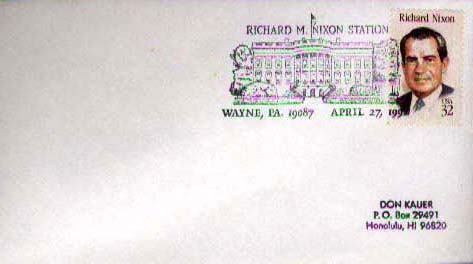 RICHARD M. NIXON STATION
WAYNE, PA. 19087 APRIL 27, 199
Richard Nixon
USA
32
DON KAUER
P.O. Box 29491
Honolulu, HI 96820